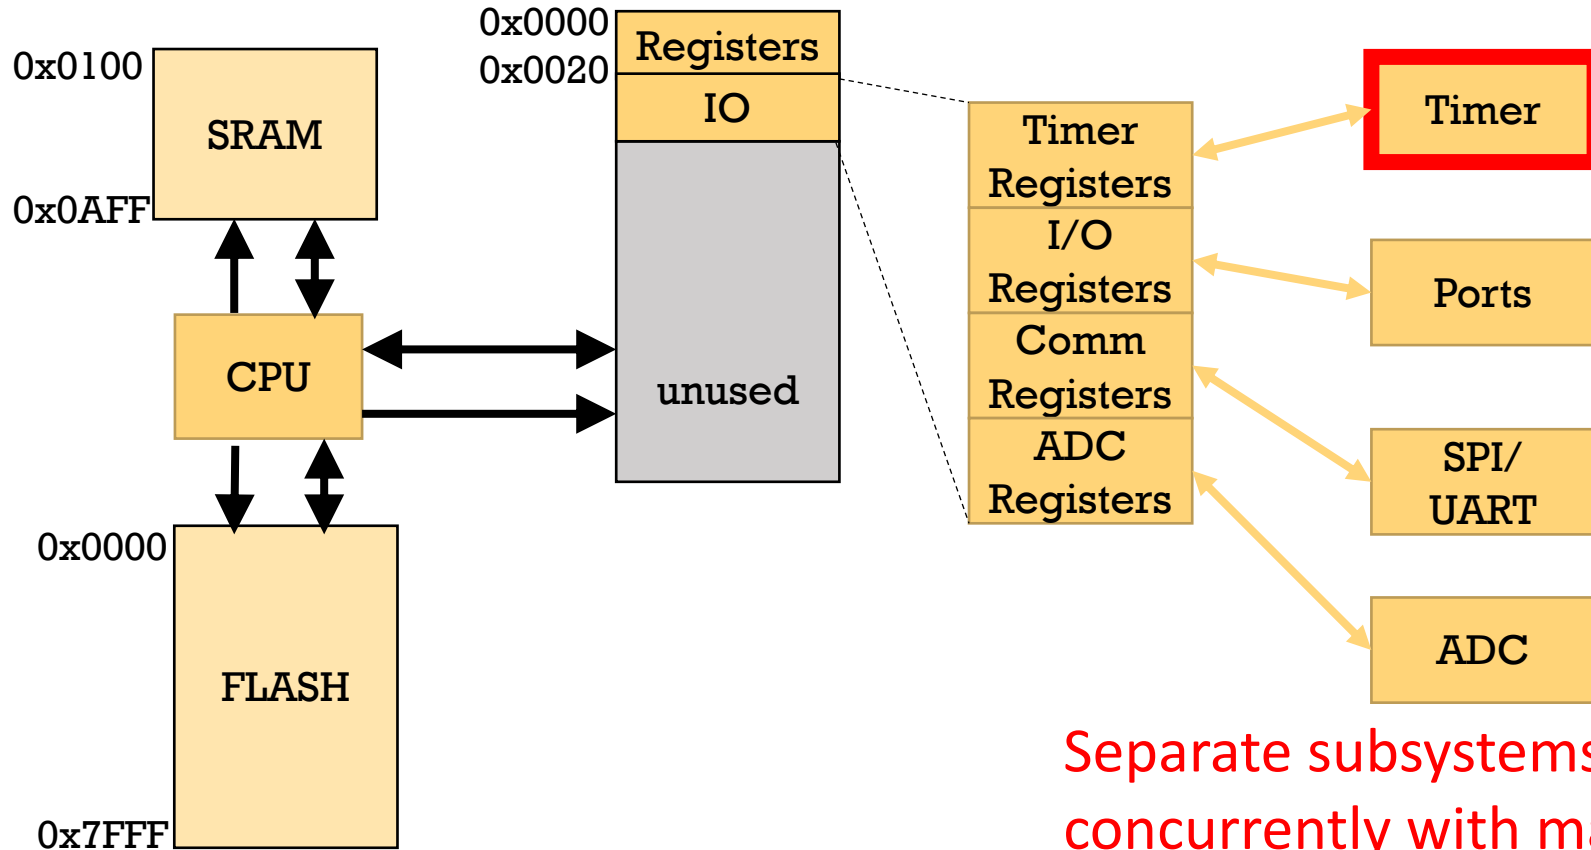 0x0100
SRAM
0x0AFF
CPU
0x0000
FLASH
0x7FFF
0x0000
0x0020
Registers
IO
unused
Timer
Registers
I/O
Registers
Comm
Registers
ADC
Registers
Timer
Ports
SPI/
UART
ADC
Separate subsystems
concurrently with